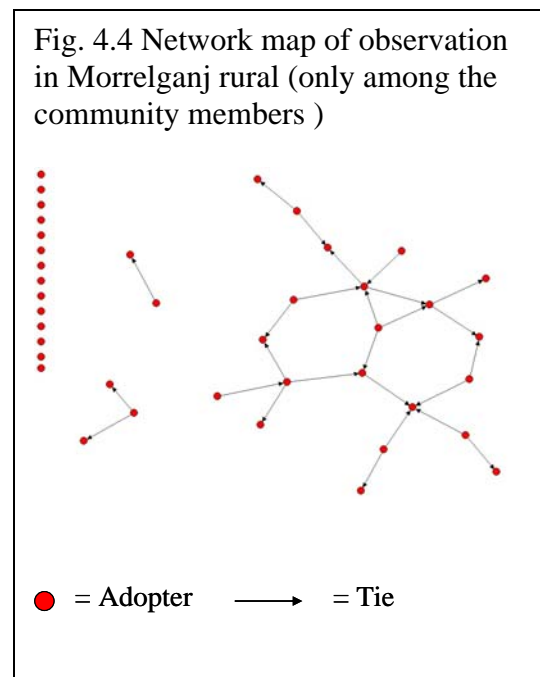 Fig. 4.4 Network map of observation
in Morrelganj rural (only among the
community members )
= Adopter = Tie